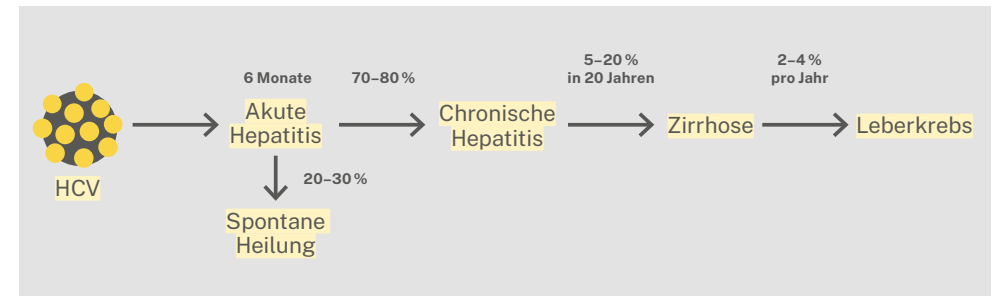 HCV
6 Monate
Akute
Hepatitis
70–80 %
20–30 %
Spontane
Heilung
Chronische
Hepatitis
5–20 %
in 20 Jahren
Zirrhose
2–4 %
pro Jahr
Leberkrebs